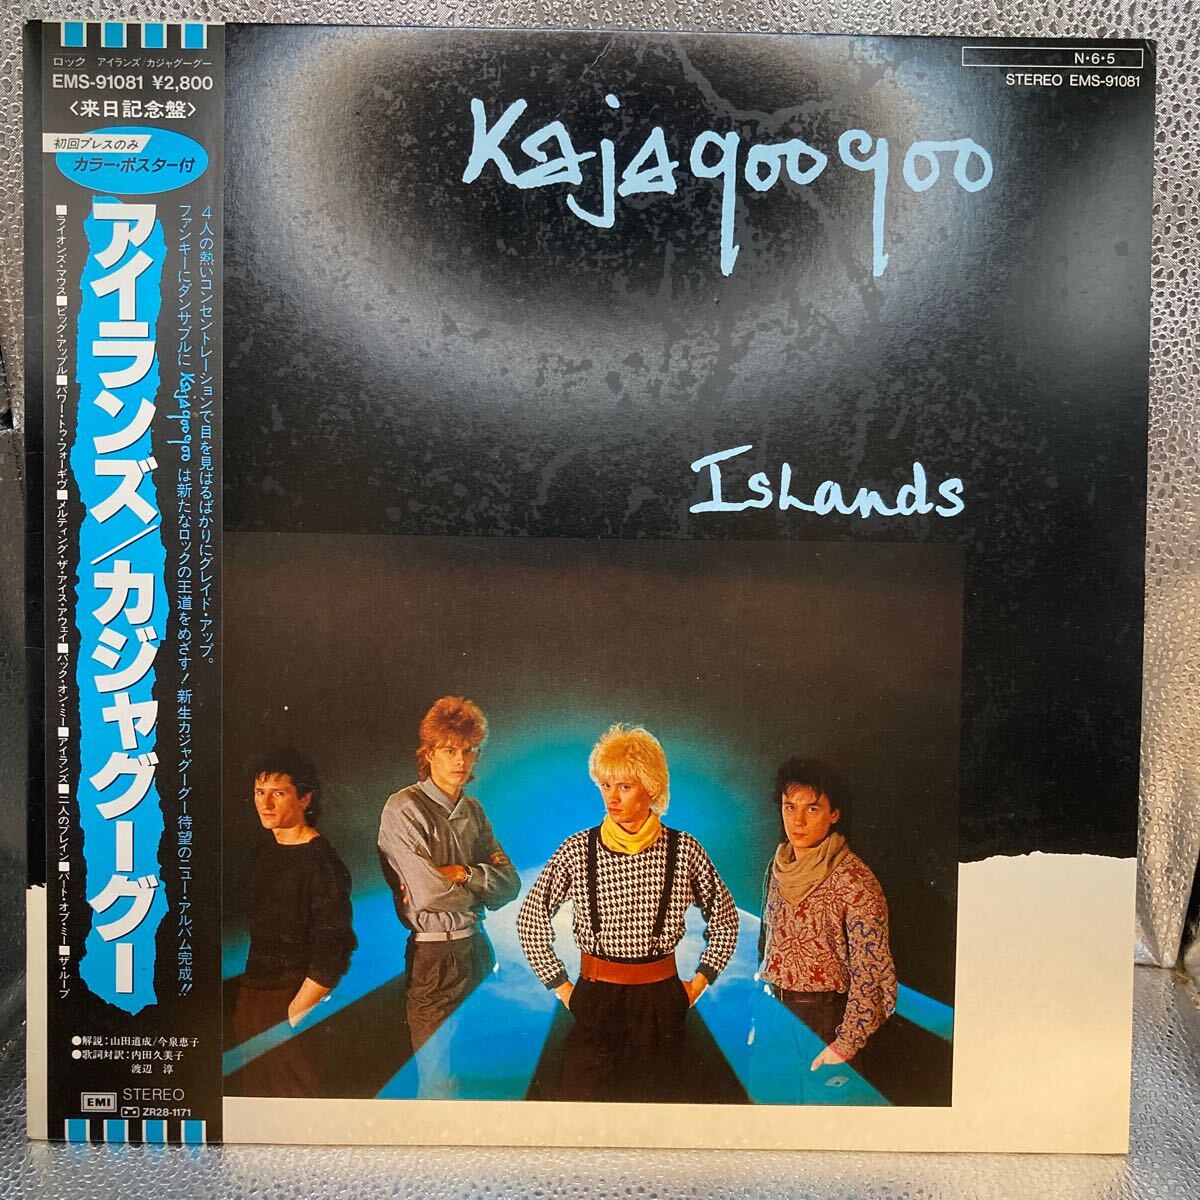 ロック アイランズ/カジャグーグー
EMS-91081 ¥2,800
〈来日記念盤〉
初回プレスのみ
カラー・ポスター付
4人の熱いコンセントレーションで目を見はるばかりにグレイド・アップ。
ファンキーにダンサブルに Kajagoogoo は新たなロックの王道をめざす! 新生カジャグーグー待望のニュー・アルバム完成!!
アイランズ/カジャグーグー
■ライオンズ・マウス■ビッグ・アップル■パワー・トゥ・フォーギヴ■メルティング・ザ・アイス・アウェイ■バック・オン・ミー■アイランズ■二人のブレイン■パート・オブ・ミー■ザ・ループ
●解説:山田道成/今泉恵子
●歌詞対訳:内田久美子
渡辺 淳
EMI STEREO
ZR28-1171
N・6・5
STEREO EMS-91081
Kajagoogoo
Islands